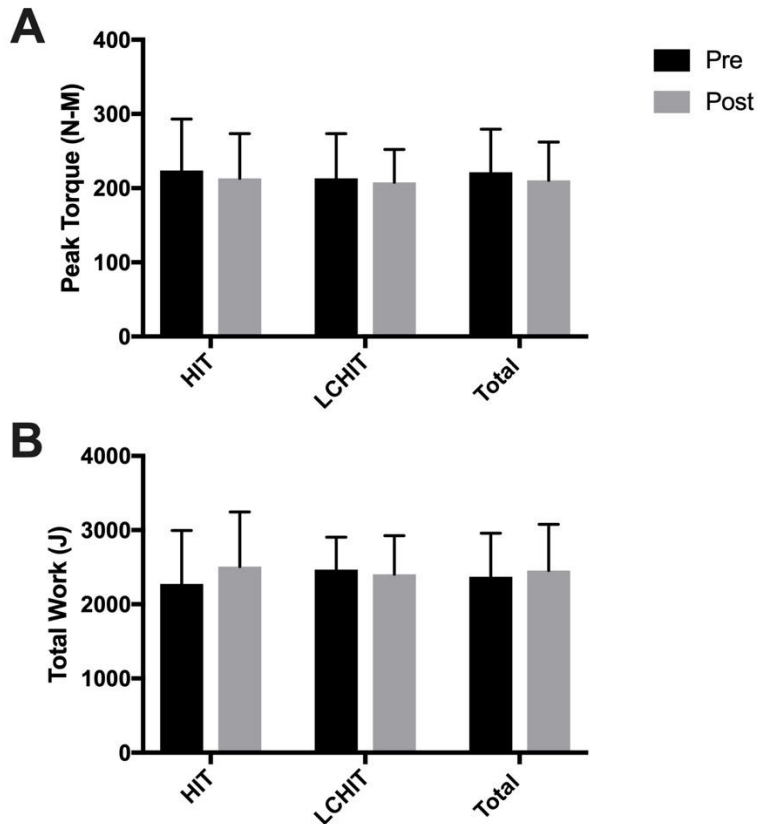 A
Peak Torque (N-M)
400
300
200
100
0
HIT
LCHIT
Total
Pre
Post
B
Total Work (J)
4000
3000
2000
1000
0
HIT
LCHIT
Total